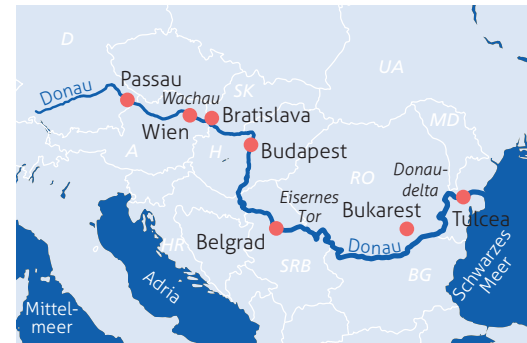 D
UA
Donau
Passau
Wachau
SK
Bratislava
Wien
MD
A
H
Budapest
Donau-
delta
RO
Eisernes
Tor
Bukarest
Tulcea
HR
Belgrad
Donau
SRB
BG
Adria
Schwarzes
Meer
Mittel-
meer